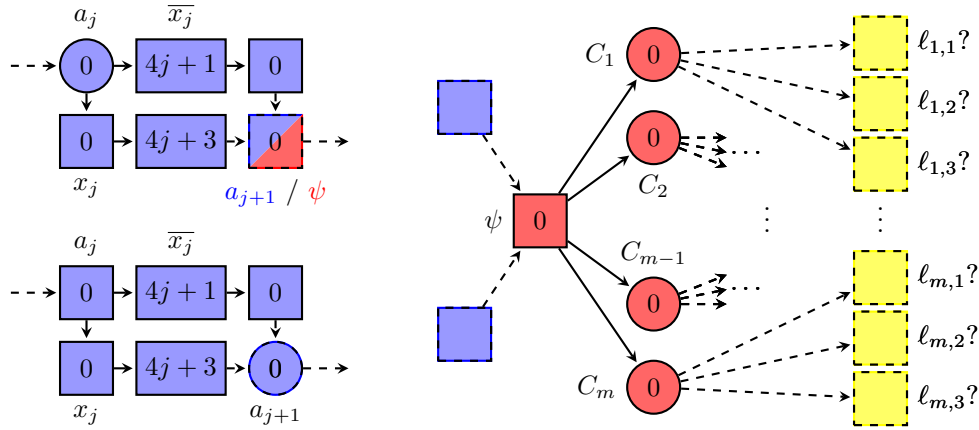 a_j \overline{x_j}
0 4j + 1 0
0 4j + 3 0
x_j a_{j+1} / ψ
a_j \overline{x_j}
0 4j + 1 0
0 4j + 3 0
x_j a_{j+1}
ψ 0
C_1 0
0 ...
C_2
⋮
C_{m−1}
0 ...
C_m 0
ℓ_{1,1}?
ℓ_{1,2}?
ℓ_{1,3}?
⋮
ℓ_{m,1}?
ℓ_{m,2}?
ℓ_{m,3}?